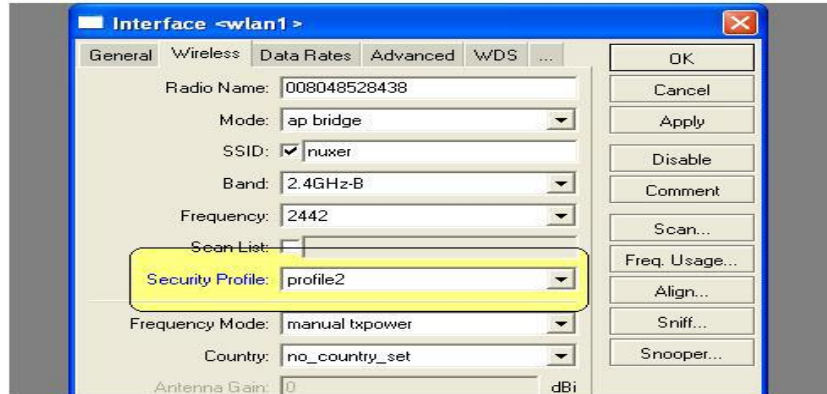 Interface <wlan1>
General Wireless Data Rates Advanced WDS ...
Radio Name: 008048528438
Mode: ap bridge
SSID: nuxer
Band: 2.4GHz-B
Frequency: 2442
Scan List:
Security Profile: profile2
Frequency Mode: manual txpower
Country: no_country_set
Antenna Gain: 0 dBi
OK
Cancel
Apply
Disable
Comment
Scan...
Freq. Usage...
Align...
Sniff...
Snooper...